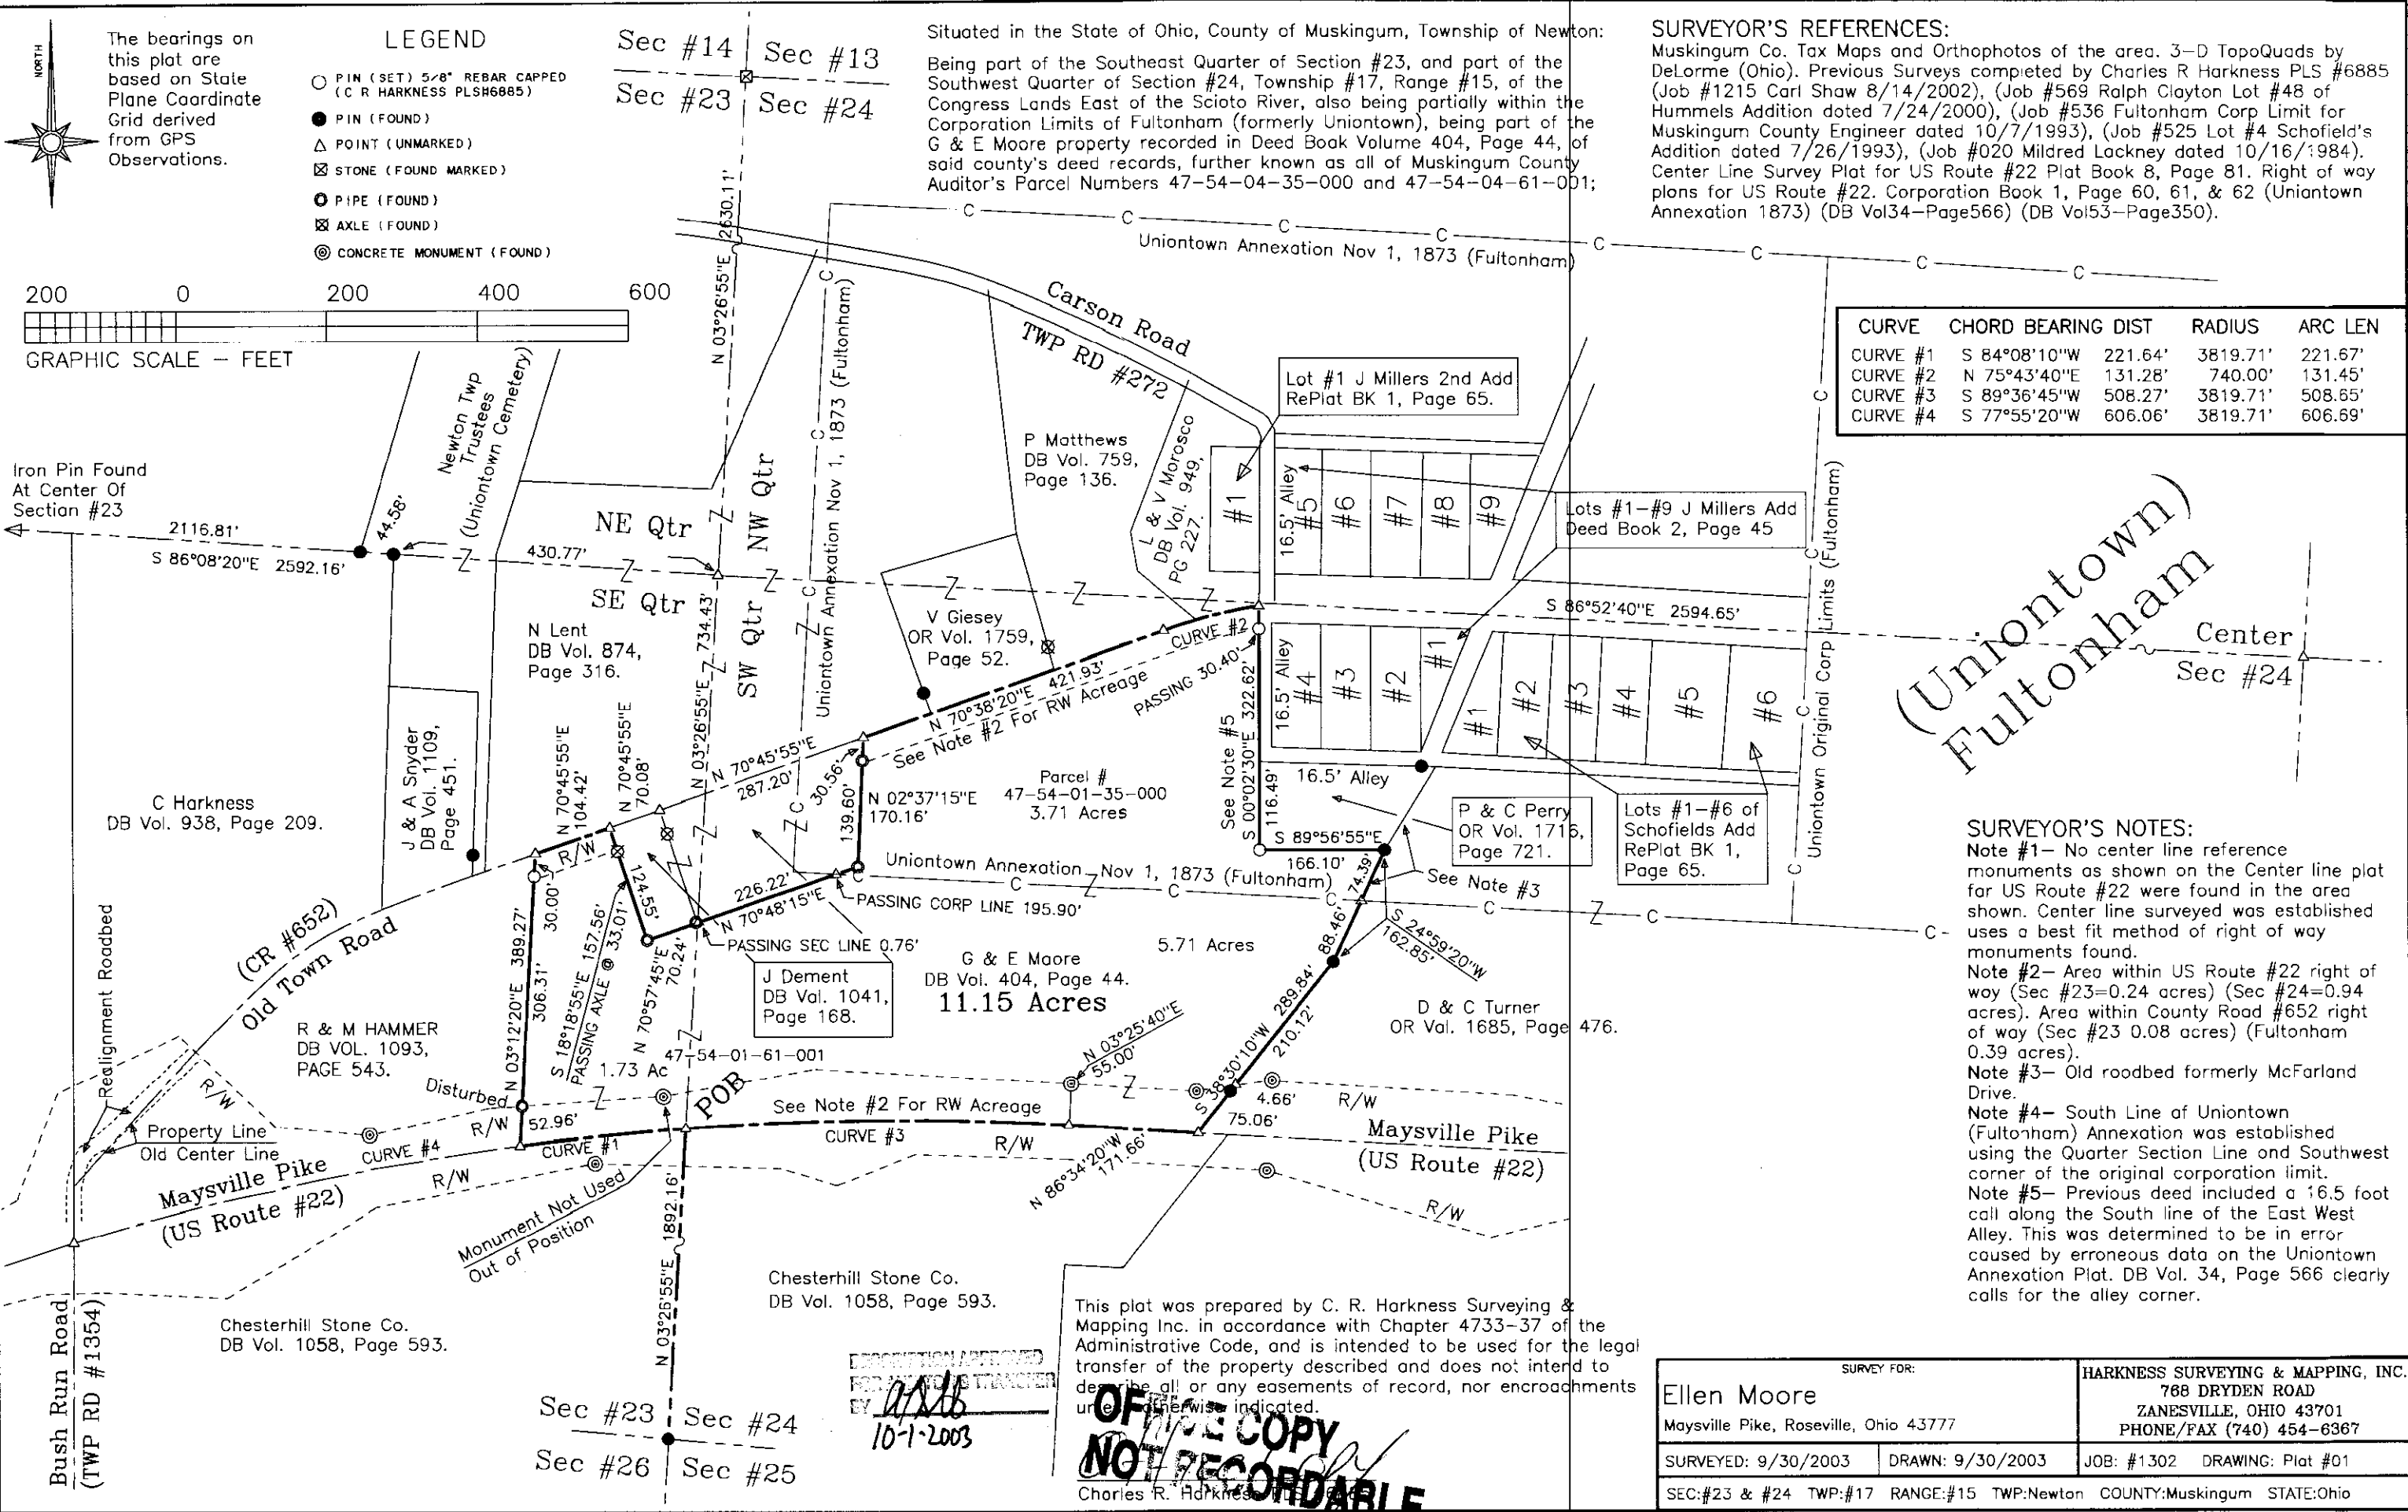 NORTH
The bearings on
this plat are
based on State
Plane Coordinate
Grid derived
from GPS
Observations.
LEGEND
PIN (SET) 5/8" REBAR CAPPED
(C R HARKNESS PLS#6885)
PIN (FOUND)
POINT (UNMARKED)
STONE (FOUND MARKED)
PIPE (FOUND)
AXLE (FOUND)
CONCRETE MONUMENT (FOUND)
200 0 200 400 600
GRAPHIC SCALE – FEET
Sec #14 Sec #13
Sec #23 Sec #24
Situated in the State of Ohio, County of Muskingum, Township of Newton:
Being part of the Southeast Quarter of Section #23, and part of the
Southwest Quarter of Section #24, Township #17, Range #15, of the
Congress Lands East of the Scioto River, also being partially within the
Corporation Limits of Fultonham (formerly Uniontown), being part of the
G & E Moore property recorded in Deed Book Volume 404, Page 44, of
said county's deed records, further known as all of Muskingum County
Auditor's Parcel Numbers 47-54-04-35-000 and 47-54-04-61-001;
SURVEYOR'S REFERENCES:
Muskingum Co. Tax Maps and Orthophotos of the area. 3-D TopoQuads by
DeLorme (Ohio). Previous Surveys completed by Charles R Harkness PLS #6885
(Job #1215 Carl Shaw 8/14/2002), (Job #569 Ralph Clayton Lot #48 of
Hummels Addition dated 7/24/2000), (Job #536 Fultonham Corp Limit for
Muskingum County Engineer dated 10/7/1993), (Job #525 Lot #4 Schofield's
Addition dated 7/26/1993), (Job #020 Mildred Lackney dated 10/16/1984).
Center Line Survey Plat for US Route #22 Plat Book 8, Page 81. Right of way
plans for US Route #22. Corporation Book 1, Page 60, 61, & 62 (Uniontown
Annexation 1873) (DB Vol34-Page566) (DB Vol53-Page350).
CURVE CHORD BEARING DIST RADIUS ARC LEN
CURVE #1 S 84°08'10"W 221.64' 3819.71' 221.67'
CURVE #2 N 75°43'40"E 131.28' 740.00' 131.45'
CURVE #3 S 89°36'45"W 508.27' 3819.71' 508.65'
CURVE #4 S 77°55'20"W 606.06' 3819.71' 606.69'
C C C C C C C C
Uniontown Annexation Nov 1, 1873 (Fultonham)
N 03°26'55"E 2630.11'
Uniontown Annexation Nov 1, 1873 (Fultonham)
Carson Road
TWP RD #272
Newton Twp
Trustees
(Uniontown Cemetery)
Iron Pin Found
At Center Of
Section #23
2116.81'
44.58'
S 86°08'20"E 2592.16'
430.77'
NE Qtr
NW Qtr
SE Qtr
SW Qtr
N 03°26'55"E 734.43'
P Matthews
DB Vol. 759,
Page 136.
L & V Morosco
DB Vol. 949,
PG 227.
Lot #1 J Millers 2nd Add
RePlat BK 1, Page 65.
#1
16.5' Alley
#5 #6 #7 #8 #9
Lots #1-#9 J Millers Add
Deed Book 2, Page 45
Uniontown Original Corp Limits (Fultonham)
S 86°52'40"E 2594.65'
(Uniontown)
Fultonham
Center
Sec #24
N Lent
DB Vol. 874,
Page 316.
V Giesey
OR Vol. 1759,
Page 52.
CURVE #2
N 70°38'20"E 421.93'
See Note #2 For RW Acreage
PASSING 30.40'
16.5' Alley
#4 #3 #2 #1
#1 #2 #3 #4 #5 #6
See Note #5
S 00°02'30"E 322.62'
116.49'
16.5' Alley
C Harkness
DB Vol. 938, Page 209.
J & A Snyder
DB Vol. 1109,
Page 451.
N 70°45'55"E
104.42'
N 70°45'55"E
70.08'
N 70°45'55"E
287.20'
30.56'
139.60'
N 02°37'15"E
170.16'
Parcel #
47-54-01-35-000
3.71 Acres
P & C Perry
OR Vol. 1716,
Page 721.
Lots #1-#6 of
Schofields Add
RePlat BK 1,
Page 65.
S 89°56'55"E
166.10'
74.39'
See Note #3
Uniontown Annexation Nov 1, 1873 (Fultonham)
R/W
30.00'
124.55'
226.22'
N 70°48'15"E
PASSING CORP LINE 195.90'
PASSING SEC LINE 0.76'
N 03°12'20"E 389.27'
306.31'
S 18°18'55"E 157.56'
PASSING AXLE @ 33.01'
N 70°57'45"E
70.24'
J Dement
DB Vol. 1041,
Page 168.
G & E Moore
DB Vol. 404, Page 44.
11.15 Acres
5.71 Acres
88.46'
S 24°59'20"W
162.85'
D & C Turner
OR Vol. 1685, Page 476.
S 38°30'10"W 289.84'
210.12'
N 03°25'40"E
55.00'
47-54-01-61-001
1.73 Ac
POB
(CR #652)
Old Town Road
Realignment Roadbed
R & M HAMMER
DB VOL. 1093,
PAGE 543.
Disturbed
R/W
R/W
52.96'
See Note #2 For RW Acreage
4.66'
R/W
75.06'
Property Line
Old Center Line
CURVE #4
CURVE #1
CURVE #3
R/W
Maysville Pike
(US Route #22)
Maysville Pike
(US Route #22)
R/W
N 86°34'20"W
171.66'
R/W
Monument Not Used
Out of Position
N 03°26'55"E 1892.16'
Chesterhill Stone Co.
DB Vol. 1058, Page 593.
Chesterhill Stone Co.
DB Vol. 1058, Page 593.
Bush Run Road
(TWP RD #1354)
Sec #23 Sec #24
Sec #26 Sec #25
SURVEYOR'S NOTES:
Note #1- No center line reference
monuments as shown on the Center line plat
for US Route #22 were found in the area
shown. Center line surveyed was established
uses a best fit method of right of way
monuments found.
Note #2- Area within US Route #22 right of
way (Sec #23=0.24 acres) (Sec #24=0.94
acres). Area within County Road #652 right
of way (Sec #23 0.08 acres) (Fultonham
0.39 acres).
Note #3- Old roadbed formerly McFarland
Drive.
Note #4- South Line of Uniontown
(Fultonham) Annexation was established
using the Quarter Section Line and Southwest
corner of the original corporation limit.
Note #5- Previous deed included a 16.5 foot
call along the South line of the East West
Alley. This was determined to be in error
caused by erroneous data on the Uniontown
Annexation Plat. DB Vol. 34, Page 566 clearly
calls for the alley corner.
This plat was prepared by C. R. Harkness Surveying &
Mapping Inc. in accordance with Chapter 4733-37 of the
Administrative Code, and is intended to be used for the legal
transfer of the property described and does not intend to
describe all or any easements of record, nor encroachments
unless otherwise indicated.
DESCRIPTION APPROVED
FOR AUDITORS TRANSFER
BY
10-1-2003
OFFICE COPY
NOT RECORDABLE
Charles R. Harkness
SURVEY FOR:
Ellen Moore
Maysville Pike, Roseville, Ohio 43777
HARKNESS SURVEYING & MAPPING, INC.
768 DRYDEN ROAD
ZANESVILLE, OHIO 43701
PHONE/FAX (740) 454-6367
SURVEYED: 9/30/2003 DRAWN: 9/30/2003 JOB: #1302 DRAWING: Plat #01
SEC:#23 & #24 TWP:#17 RANGE:#15 TWP:Newton COUNTY:Muskingum STATE:Ohio